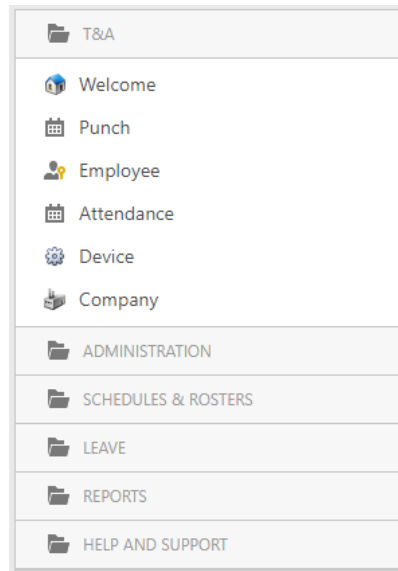 T&A
Welcome
Punch
Employee
Attendance
Device
Company
ADMINISTRATION
SCHEDULES & ROSTERS
LEAVE
REPORTS
HELP AND SUPPORT